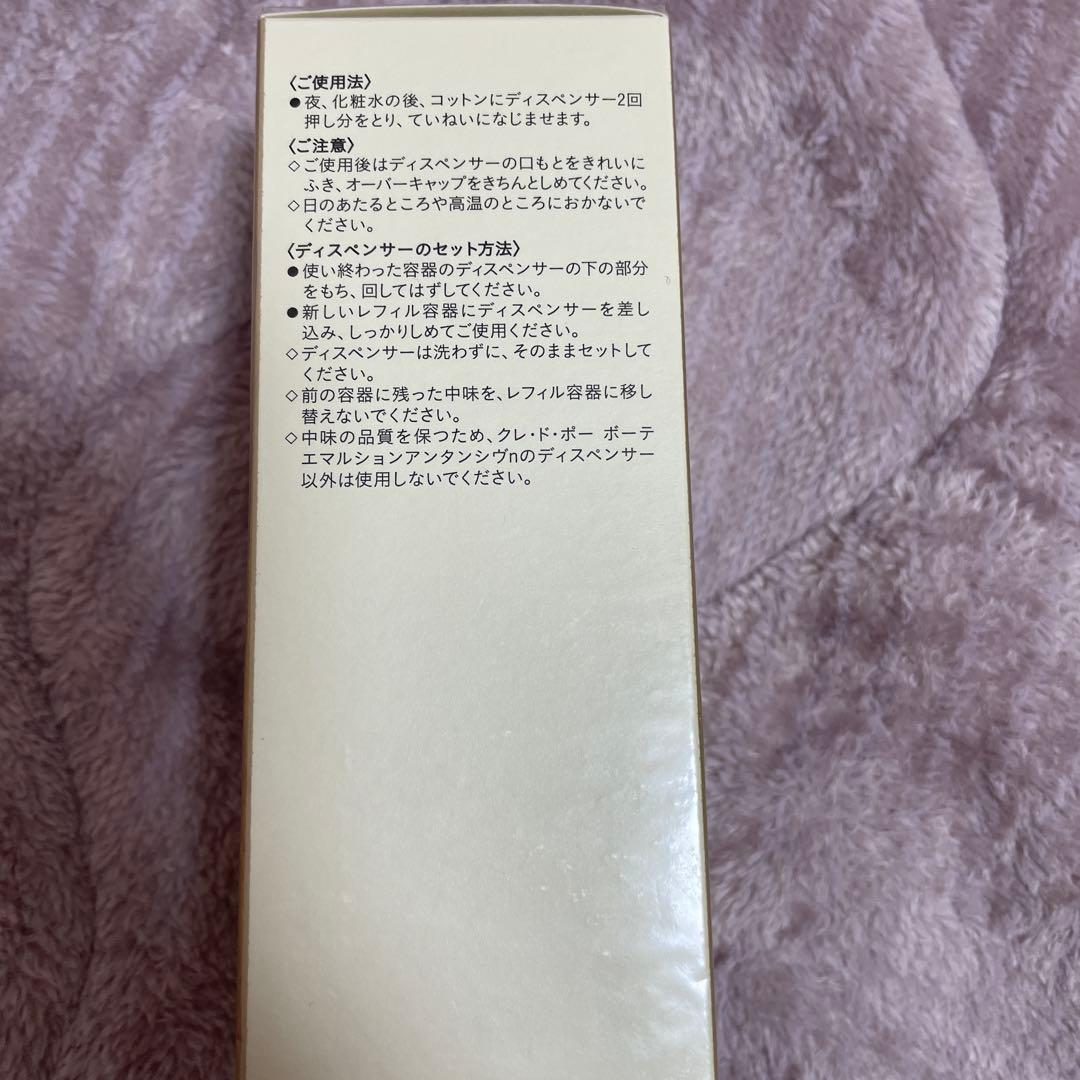 〈ご使用法〉
●夜、化粧水の後、コットンにディスペンサー2回
押し分をとり、ていねいになじませます。
〈ご注意〉
◇ご使用後はディスペンサーの口もとをきれいに
ふき、オーバーキャップをきちんとしめてください。
◇日のあたるところや高温のところにおかないで
ください。
〈ディスペンサーのセット方法〉
●使い終わった容器のディスペンサーの下の部分
をもち、回してはずしてください。
●新しいレフィル容器にディスペンサーを差し
込み、しっかりしめてご使用ください。
◇ディスペンサーは洗わずに、そのままセットして
ください。
◇前の容器に残った中味を、レフィル容器に移し
替えないでください。
◇中味の品質を保つため、クレ・ド・ポー ボーテ
エマルションアンタンシヴnのディスペンサー
以外は使用しないでください。